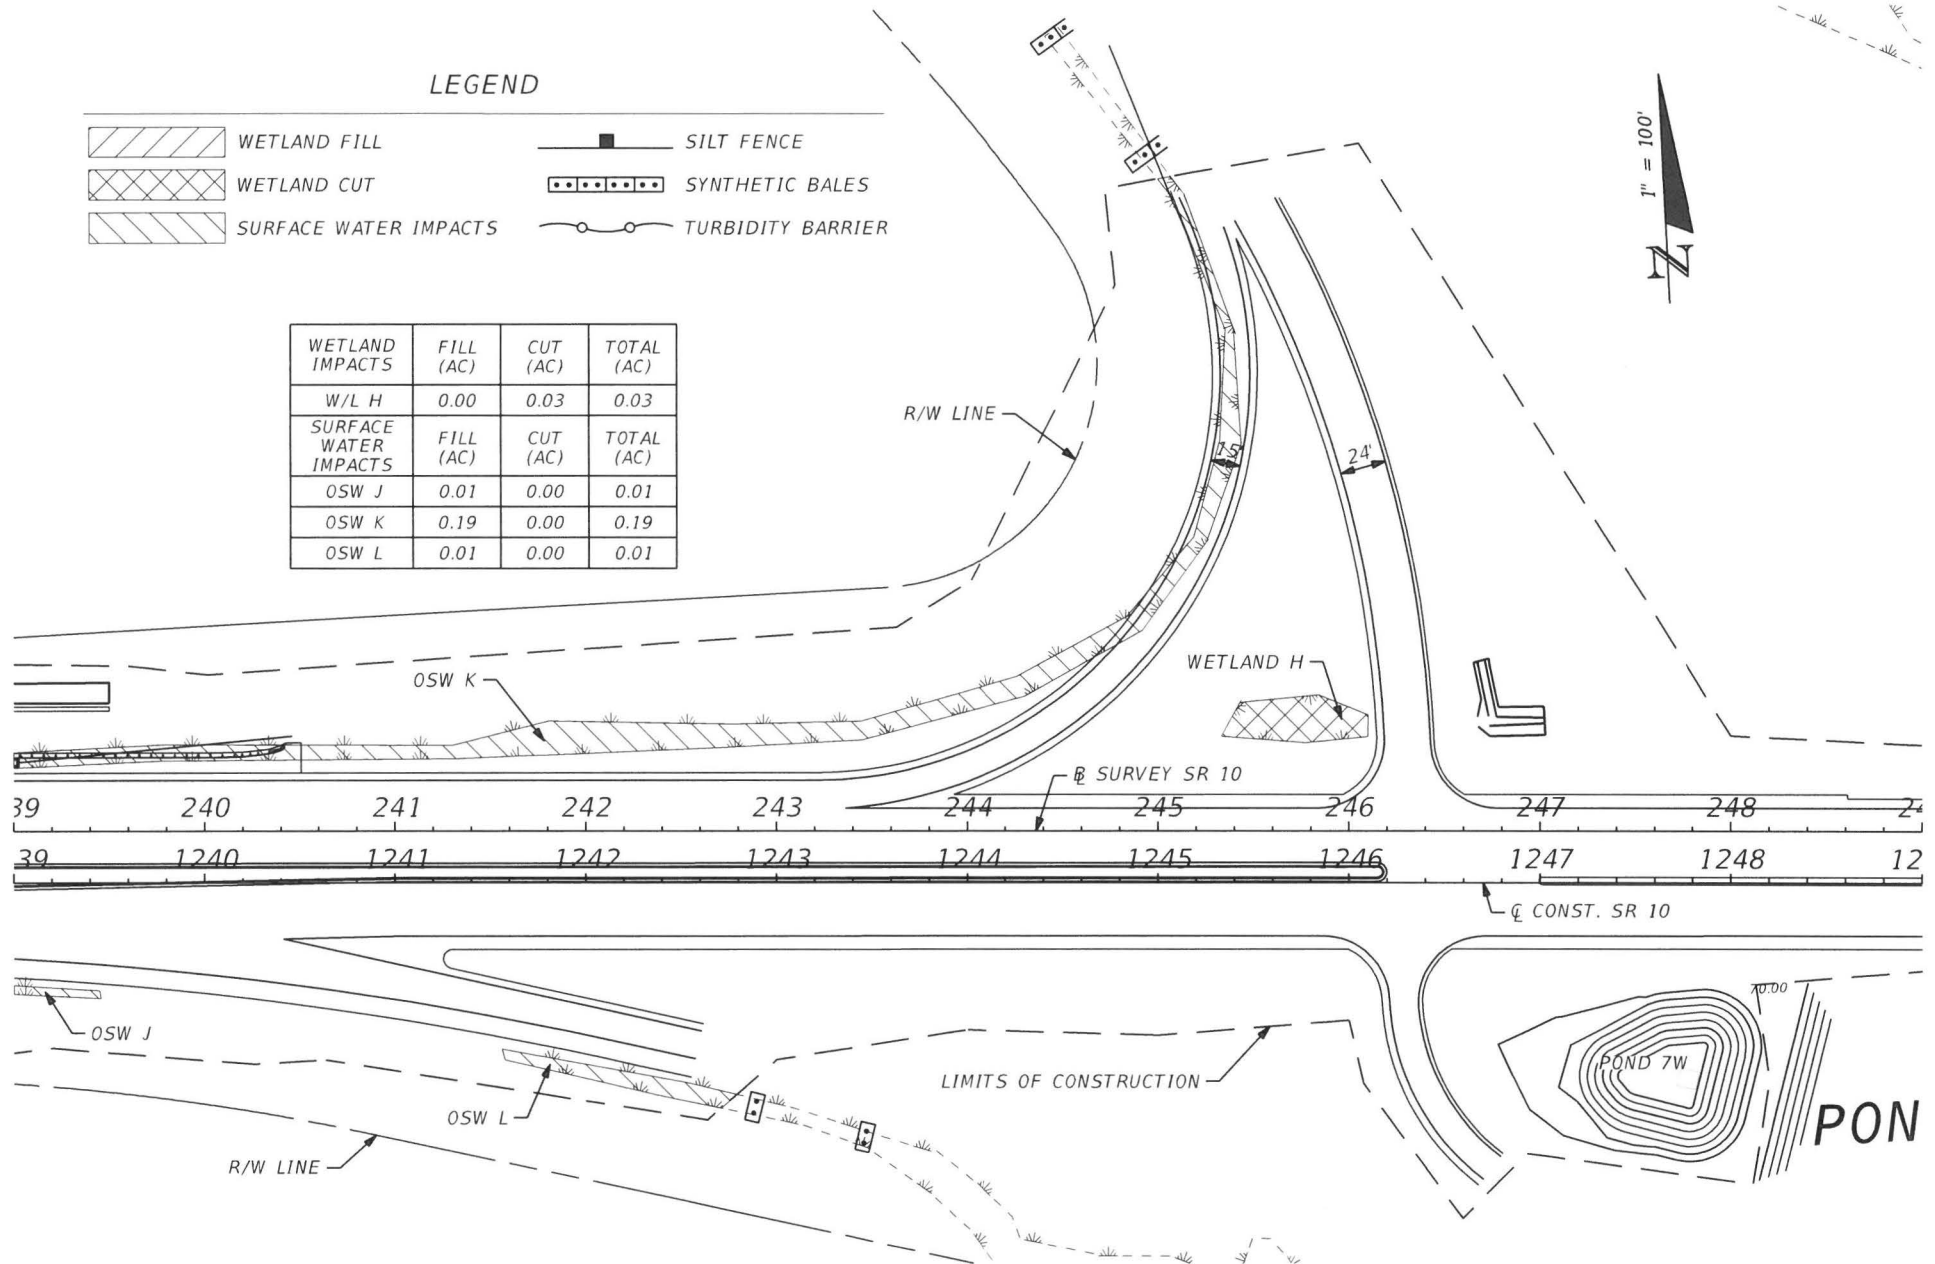 LEGEND
WETLAND FILL
SILT FENCE
WETLAND CUT
SYNTHETIC BALES
SURFACE WATER IMPACTS
TURBIDITY BARRIER
1" = 100'
N
WETLAND IMPACTS FILL (AC) CUT (AC) TOTAL (AC)
W/L H 0.00 0.03 0.03
SURFACE WATER IMPACTS FILL (AC) CUT (AC) TOTAL (AC)
OSW J 0.01 0.00 0.01
OSW K 0.19 0.00 0.19
OSW L 0.01 0.00 0.01
R/W LINE
15'
24'
OSW K
WETLAND H
BL SURVEY SR 10
39 240 241 242 243 244 245 246 247 248 24
39 1240 1241 1242 1243 1244 1245 1246 1247 1248 12
CL CONST. SR 10
70.00
OSW J
POND 7W
LIMITS OF CONSTRUCTION
OSW L
PON
R/W LINE